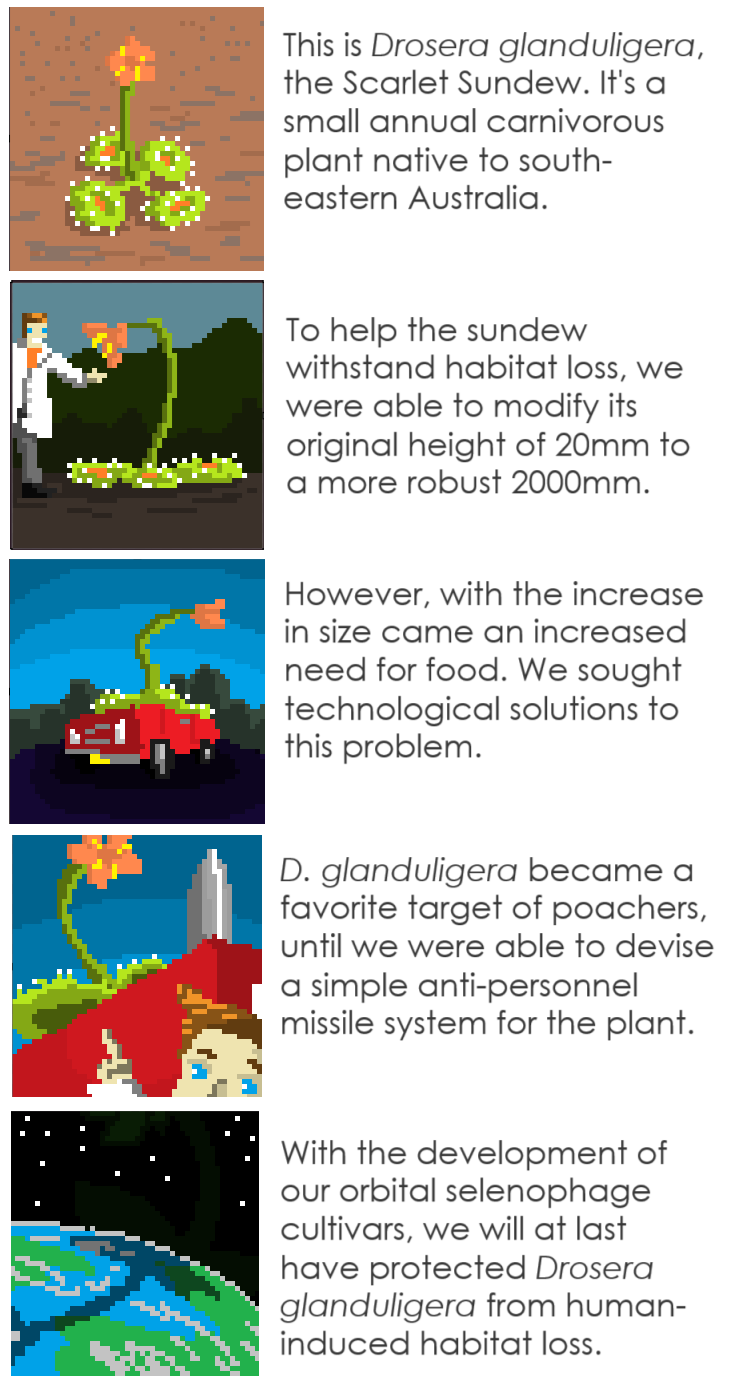 This is Drosera glanduligera,
the Scarlet Sundew. It's a
small annual carnivorous
plant native to south-
eastern Australia.
To help the sundew
withstand habitat loss, we
were able to modify its
original height of 20mm to
a more robust 2000mm.
However, with the increase
in size came an increased
need for food. We sought
technological solutions to
this problem.
D. glanduligera became a
favorite target of poachers,
until we were able to devise
a simple anti-personnel
missile system for the plant.
With the development of
our orbital selenophage
cultivars, we will at last
have protected Drosera
glanduligera from human-
induced habitat loss.